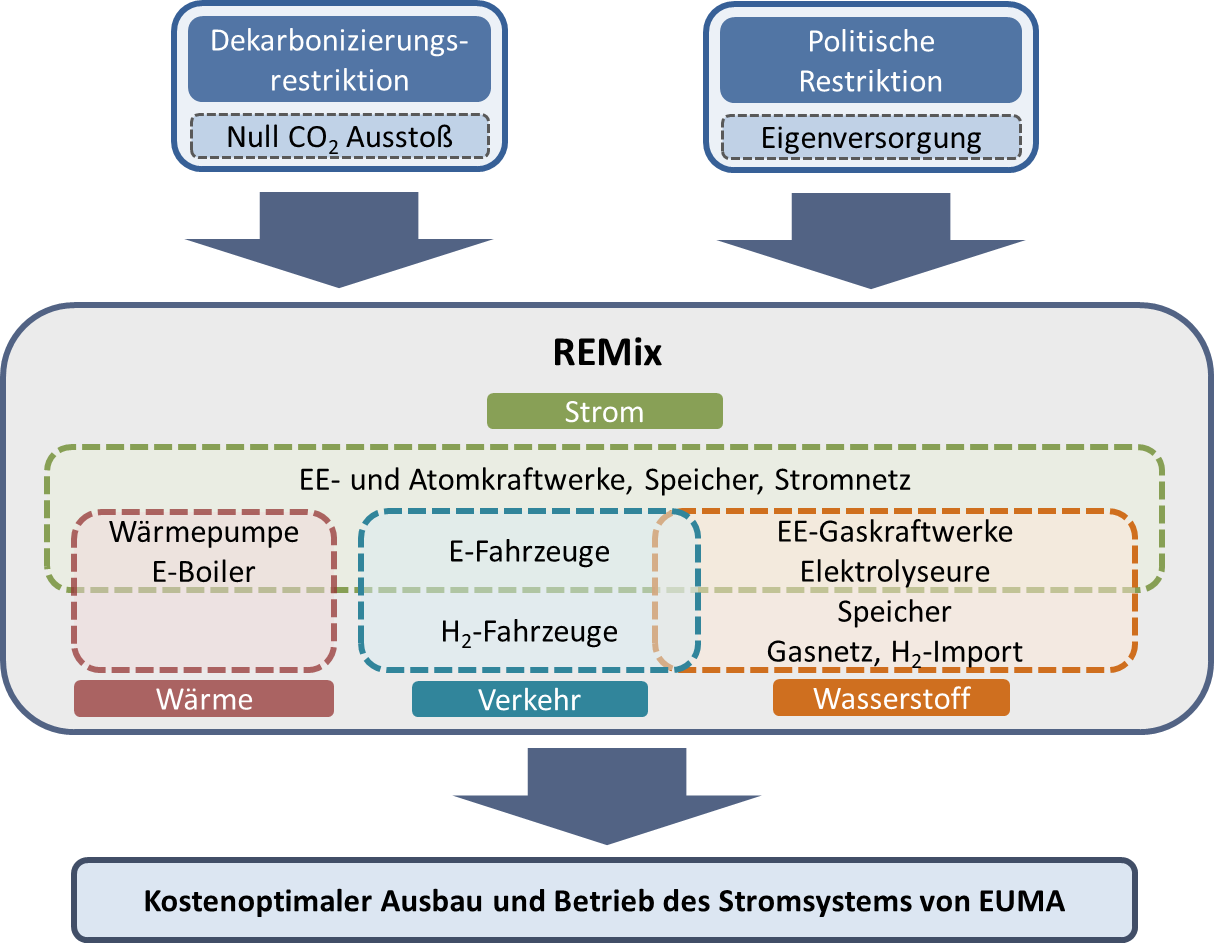 Dekarbonizierungs-
restriktion
Null CO₂ Ausstoß
Politische
Restriktion
Eigenversorgung
REMix
Strom
EE- und Atomkraftwerke, Speicher, Stromnetz
Wärmepumpe
E-Boiler
E-Fahrzeuge
H₂-Fahrzeuge
EE-Gaskraftwerke
Elektrolyseure
Speicher
Gasnetz, H₂-Import
Wärme
Verkehr
Wasserstoff
Kostenoptimaler Ausbau und Betrieb des Stromsystems von EUMA